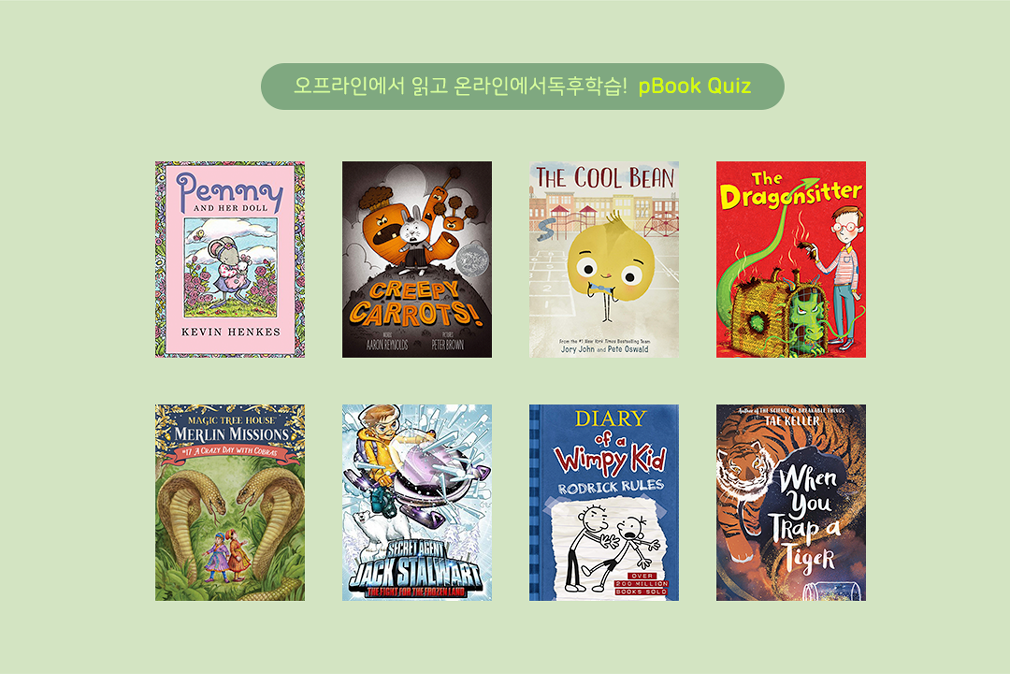 오프라인에서 읽고 온라인에서독후학습! pBook Quiz
Penny
AND HER DOLL
KEVIN HENKES
CREEPY
CARROTS!
WORDS
AARON REYNOLDS
PICTURES
PETER BROWN
THE COOL BEAN
From the #1 New York Times Bestselling Team
Jory John and Pete Oswald
The
Dragonsitter
MAGIC TREE HOUSE
MERLIN MISSIONS
#17 A CRAZY DAY WITH COBRAS
SECRET AGENT
JACK STALWART
THE FIGHT FOR THE FROZEN LAND
DIARY
of a
Wimpy Kid
RODRICK RULES
OVER
200 MILLION
BOOKS SOLD
Author of THE SCIENCE OF BREAKABLE THINGS
TAE KELLER
When
You
Trap a
Tiger